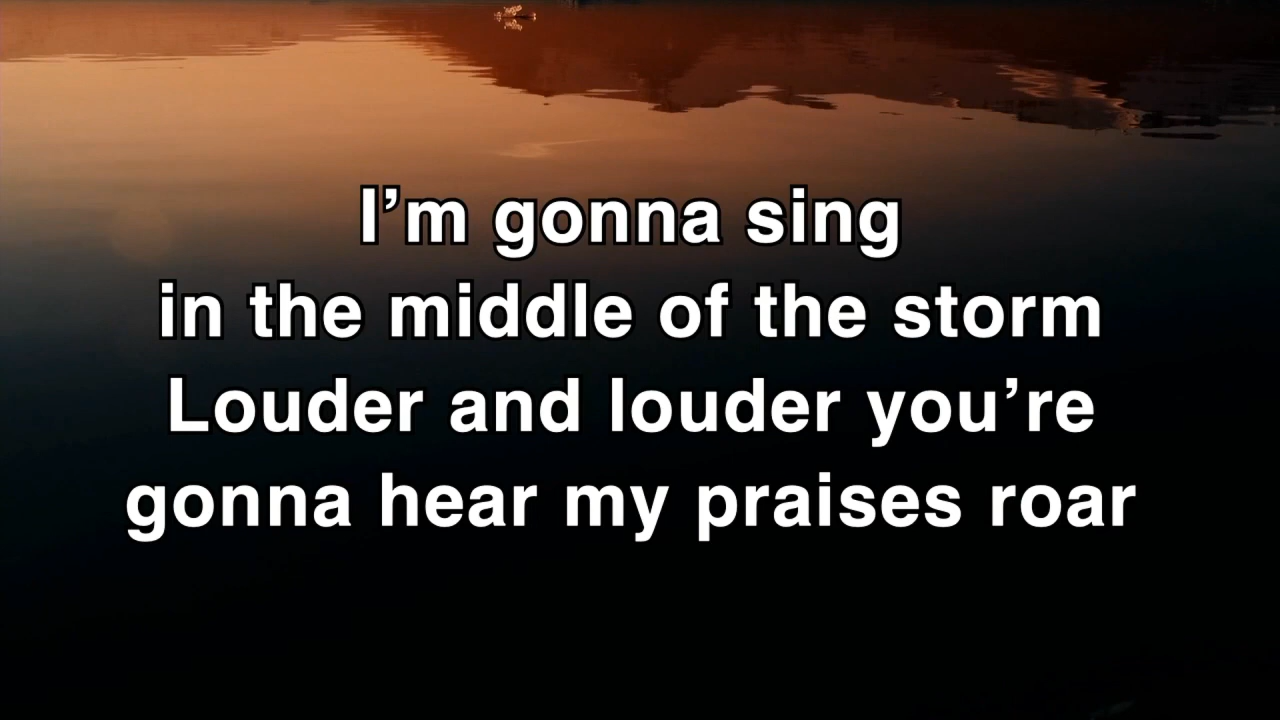 I’m gonna sing
in the middle of the storm
Louder and louder you’re
gonna hear my praises roar